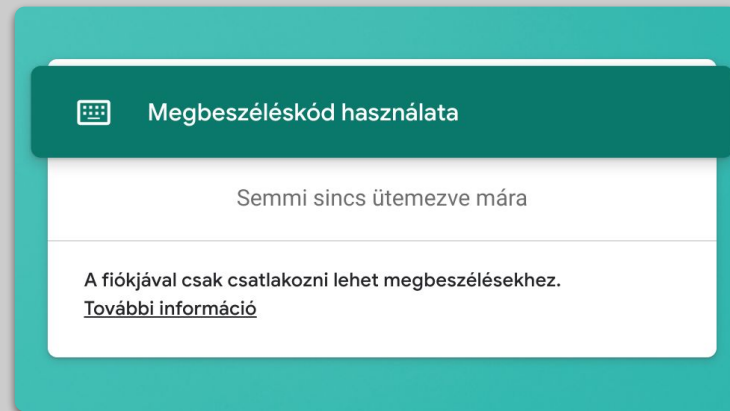 Megbeszéléskód használata
Semmi sincs ütemezve mára
A fiókjával csak csatlakozni lehet megbeszélésekhez.
További információ